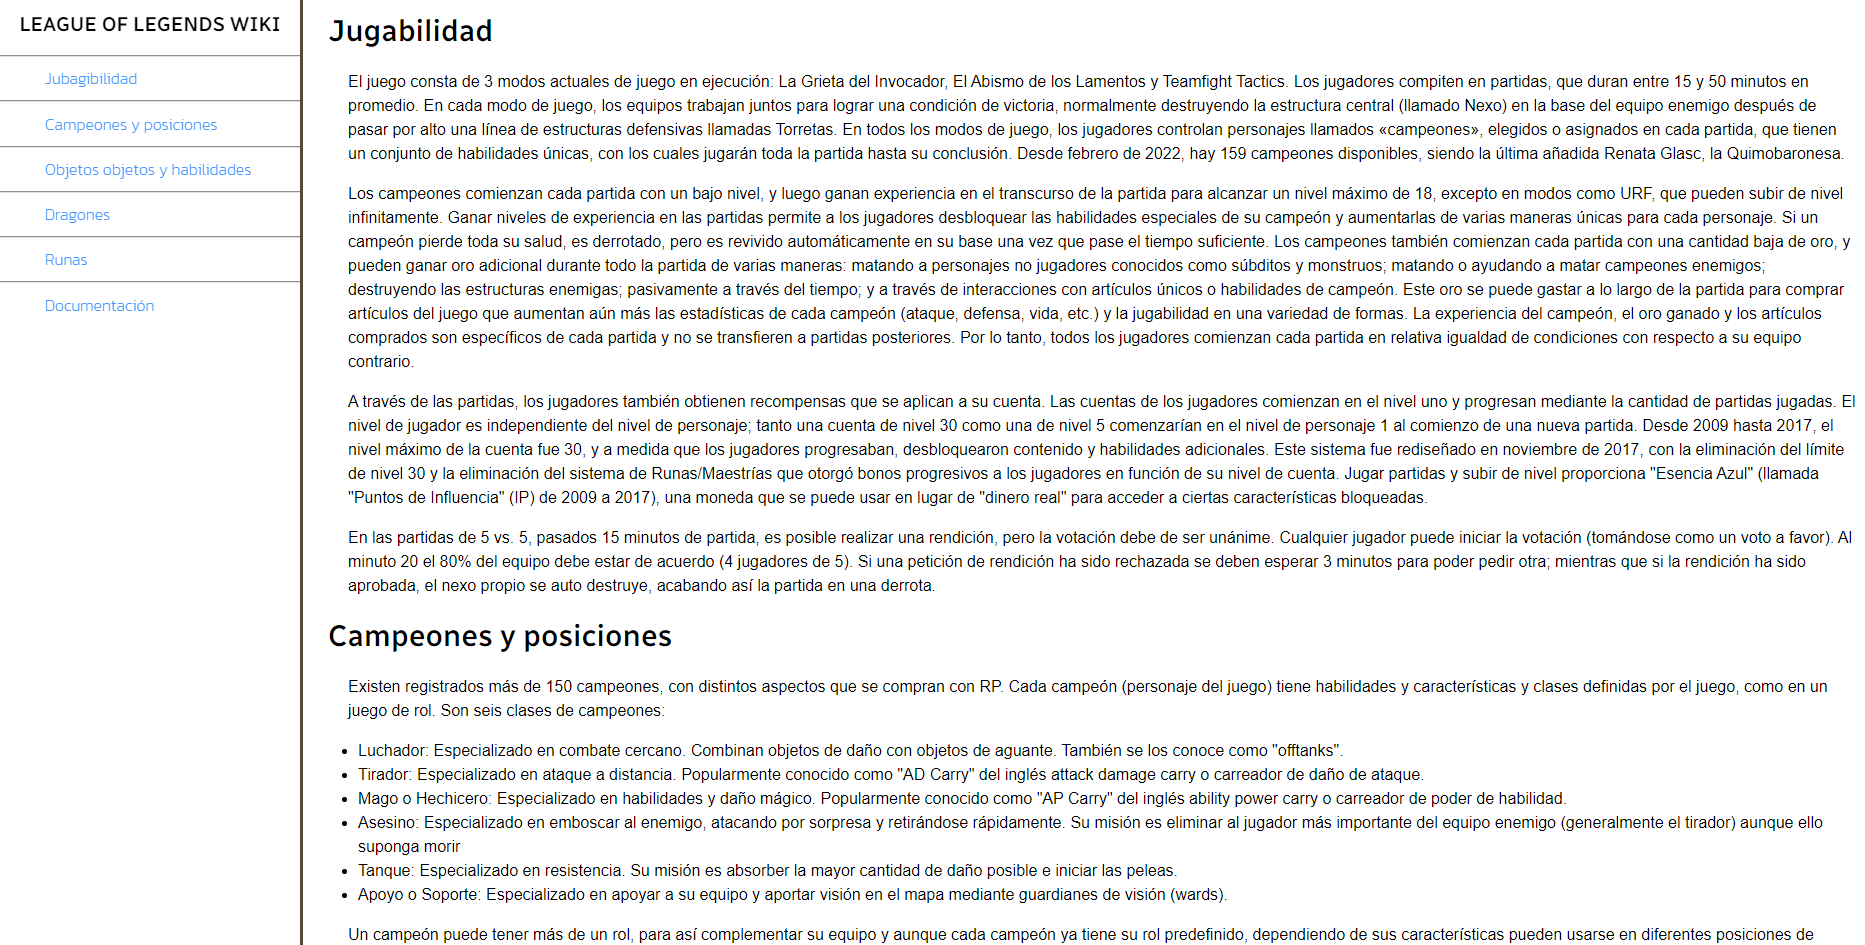 LEAGUE OF LEGENDS WIKI
Jubagibilidad
Campeones y posiciones
Objetos objetos y habilidades
Dragones
Runas
Documentación
Jugabilidad
El juego consta de 3 modos actuales de juego en ejecución: La Grieta del Invocador, El Abismo de los Lamentos y Teamfight Tactics. Los jugadores compiten en partidas, que duran entre 15 y 50 minutos en
promedio. En cada modo de juego, los equipos trabajan juntos para lograr una condición de victoria, normalmente destruyendo la estructura central (llamado Nexo) en la base del equipo enemigo después de
pasar por alto una línea de estructuras defensivas llamadas Torretas. En todos los modos de juego, los jugadores controlan personajes llamados «campeones», elegidos o asignados en cada partida, que tienen
un conjunto de habilidades únicas, con los cuales jugarán toda la partida hasta su conclusión. Desde febrero de 2022, hay 159 campeones disponibles, siendo la última añadida Renata Glasc, la Quimobaronesa.
Los campeones comienzan cada partida con un bajo nivel, y luego ganan experiencia en el transcurso de la partida para alcanzar un nivel máximo de 18, excepto en modos como URF, que pueden subir de nivel
infinitamente. Ganar niveles de experiencia en las partidas permite a los jugadores desbloquear las habilidades especiales de su campeón y aumentarlas de varias maneras únicas para cada personaje. Si un
campeón pierde toda su salud, es derrotado, pero es revivido automáticamente en su base una vez que pase el tiempo suficiente. Los campeones también comienzan cada partida con una cantidad baja de oro, y
pueden ganar oro adicional durante todo la partida de varias maneras: matando a personajes no jugadores conocidos como súbditos y monstruos; matando o ayudando a matar campeones enemigos;
destruyendo las estructuras enemigas; pasivamente a través del tiempo; y a través de interacciones con artículos únicos o habilidades de campeón. Este oro se puede gastar a lo largo de la partida para comprar
artículos del juego que aumentan aún más las estadísticas de cada campeón (ataque, defensa, vida, etc.) y la jugabilidad en una variedad de formas. La experiencia del campeón, el oro ganado y los artículos
comprados son específicos de cada partida y no se transfieren a partidas posteriores. Por lo tanto, todos los jugadores comienzan cada partida en relativa igualdad de condiciones con respecto a su equipo
contrario.
A través de las partidas, los jugadores también obtienen recompensas que se aplican a su cuenta. Las cuentas de los jugadores comienzan en el nivel uno y progresan mediante la cantidad de partidas jugadas. El
nivel de jugador es independiente del nivel de personaje; tanto una cuenta de nivel 30 como una de nivel 5 comenzarían en el nivel de personaje 1 al comienzo de una nueva partida. Desde 2009 hasta 2017, el
nivel máximo de la cuenta fue 30, y a medida que los jugadores progresaban, desbloquearon contenido y habilidades adicionales. Este sistema fue rediseñado en noviembre de 2017, con la eliminación del límite
de nivel 30 y la eliminación del sistema de Runas/Maestrías que otorgó bonos progresivos a los jugadores en función de su nivel de cuenta. Jugar partidas y subir de nivel proporciona "Esencia Azul" (llamada
"Puntos de Influencia" (IP) de 2009 a 2017), una moneda que se puede usar en lugar de "dinero real" para acceder a ciertas características bloqueadas.
En las partidas de 5 vs. 5, pasados 15 minutos de partida, es posible realizar una rendición, pero la votación debe de ser unánime. Cualquier jugador puede iniciar la votación (tomándose como un voto a favor). Al
minuto 20 el 80% del equipo debe estar de acuerdo (4 jugadores de 5). Si una petición de rendición ha sido rechazada se deben esperar 3 minutos para poder pedir otra; mientras que si la rendición ha sido
aprobada, el nexo propio se auto destruye, acabando así la partida en una derrota.
Campeones y posiciones
Existen registrados más de 150 campeones, con distintos aspectos que se compran con RP. Cada campeón (personaje del juego) tiene habilidades y características y clases definidas por el juego, como en un
juego de rol. Son seis clases de campeones:
• Luchador: Especializado en combate cercano. Combinan objetos de daño con objetos de aguante. También se los conoce como "offtanks".
• Tirador: Especializado en ataque a distancia. Popularmente conocido como "AD Carry" del inglés attack damage carry o carreador de daño de ataque.
• Mago o Hechicero: Especializado en habilidades y daño mágico. Popularmente conocido como "AP Carry" del inglés ability power carry o carreador de poder de habilidad.
• Asesino: Especializado en emboscar al enemigo, atacando por sorpresa y retirándose rápidamente. Su misión es eliminar al jugador más importante del equipo enemigo (generalmente el tirador) aunque ello
suponga morir
• Tanque: Especializado en resistencia. Su misión es absorber la mayor cantidad de daño posible e iniciar las peleas.
• Apoyo o Soporte: Especializado en apoyar a su equipo y aportar visión en el mapa mediante guardianes de visión (wards).
Un campeón puede tener más de un rol, para así complementar su equipo y aunque cada campeón ya tiene su rol predefinido, dependiendo de sus características pueden usarse en diferentes posiciones de